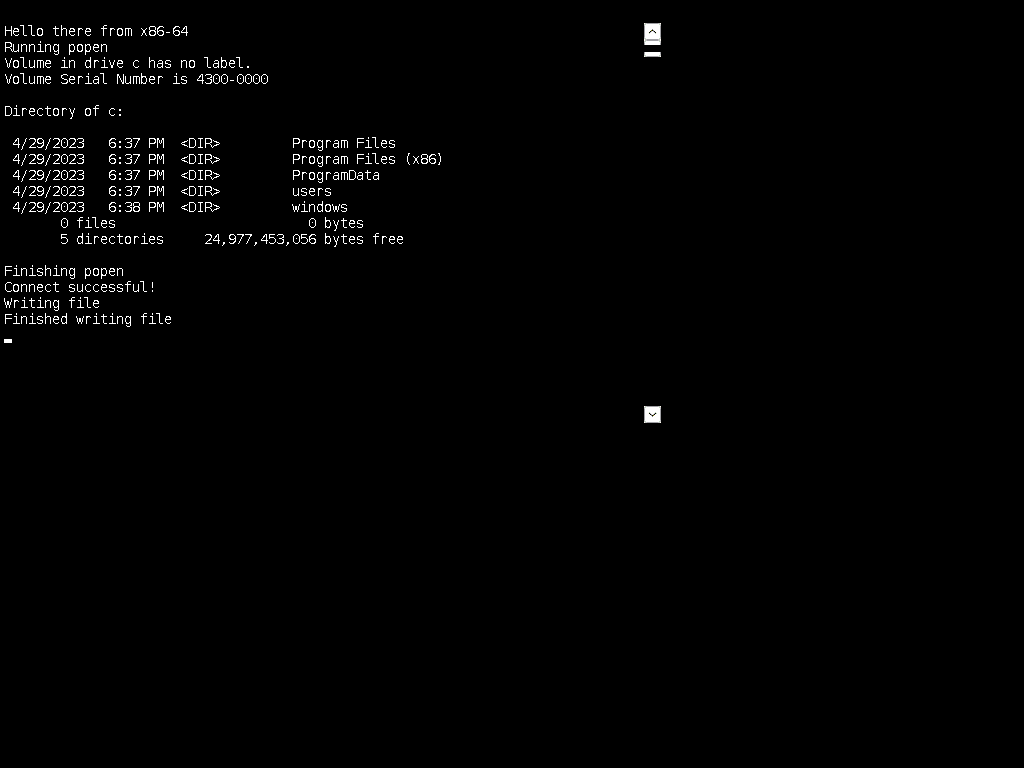 Hello there from x86-64
Running popen
Volume in drive c has no label.
Volume Serial Number is 4300-0000
Directory of c:
4/29/2023   6:37 PM  <DIR>         Program Files
4/29/2023   6:37 PM  <DIR>         Program Files (x86)
4/29/2023   6:37 PM  <DIR>         ProgramData
4/29/2023   6:37 PM  <DIR>         users
4/29/2023   6:38 PM  <DIR>         windows
0 files                        0 bytes
5 directories     24,977,453,056 bytes free
Finishing popen
Connect successful!
Writing file
Finished writing file